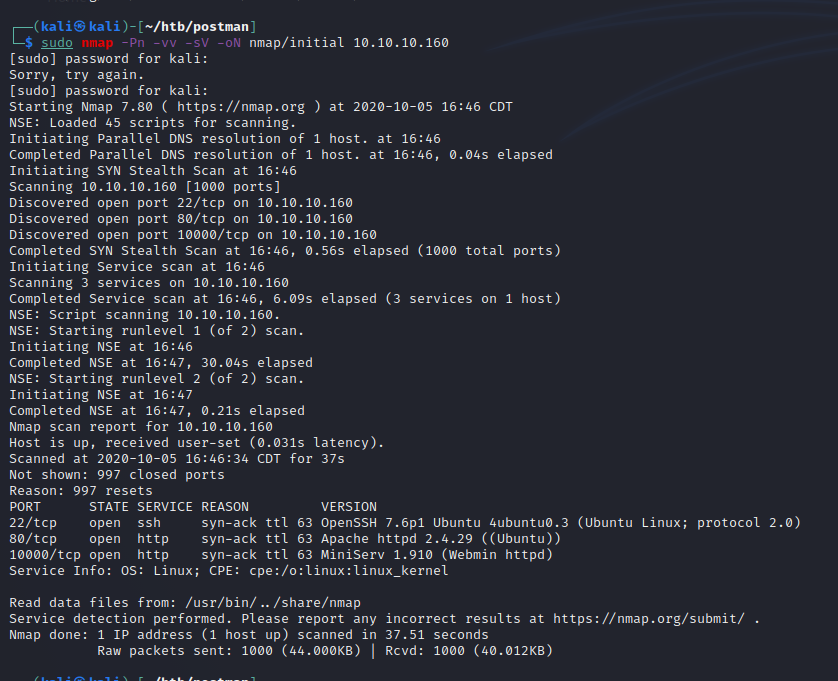 ┌──(kali㉿kali)-[~/htb/postman]
└─$ sudo nmap -Pn -vv -sV -oN nmap/initial 10.10.10.160
[sudo] password for kali:
Sorry, try again.
[sudo] password for kali:
Starting Nmap 7.80 ( https://nmap.org ) at 2020-10-05 16:46 CDT
NSE: Loaded 45 scripts for scanning.
Initiating Parallel DNS resolution of 1 host. at 16:46
Completed Parallel DNS resolution of 1 host. at 16:46, 0.04s elapsed
Initiating SYN Stealth Scan at 16:46
Scanning 10.10.10.160 [1000 ports]
Discovered open port 22/tcp on 10.10.10.160
Discovered open port 80/tcp on 10.10.10.160
Discovered open port 10000/tcp on 10.10.10.160
Completed SYN Stealth Scan at 16:46, 0.56s elapsed (1000 total ports)
Initiating Service scan at 16:46
Scanning 3 services on 10.10.10.160
Completed Service scan at 16:46, 6.09s elapsed (3 services on 1 host)
NSE: Script scanning 10.10.10.160.
NSE: Starting runlevel 1 (of 2) scan.
Initiating NSE at 16:46
Completed NSE at 16:47, 30.04s elapsed
NSE: Starting runlevel 2 (of 2) scan.
Initiating NSE at 16:47
Completed NSE at 16:47, 0.21s elapsed
Nmap scan report for 10.10.10.160
Host is up, received user-set (0.031s latency).
Scanned at 2020-10-05 16:46:34 CDT for 37s
Not shown: 997 closed ports
Reason: 997 resets
PORT      STATE SERVICE REASON         VERSION
22/tcp    open  ssh     syn-ack ttl 63 OpenSSH 7.6p1 Ubuntu 4ubuntu0.3 (Ubuntu Linux; protocol 2.0)
80/tcp    open  http    syn-ack ttl 63 Apache httpd 2.4.29 ((Ubuntu))
10000/tcp open  http    syn-ack ttl 63 MiniServ 1.910 (Webmin httpd)
Service Info: OS: Linux; CPE: cpe:/o:linux:linux_kernel

Read data files from: /usr/bin/../share/nmap
Service detection performed. Please report any incorrect results at https://nmap.org/submit/ .
Nmap done: 1 IP address (1 host up) scanned in 37.51 seconds
           Raw packets sent: 1000 (44.000KB) | Rcvd: 1000 (40.012KB)

(kali㉿kali)-[~/htb/postman]